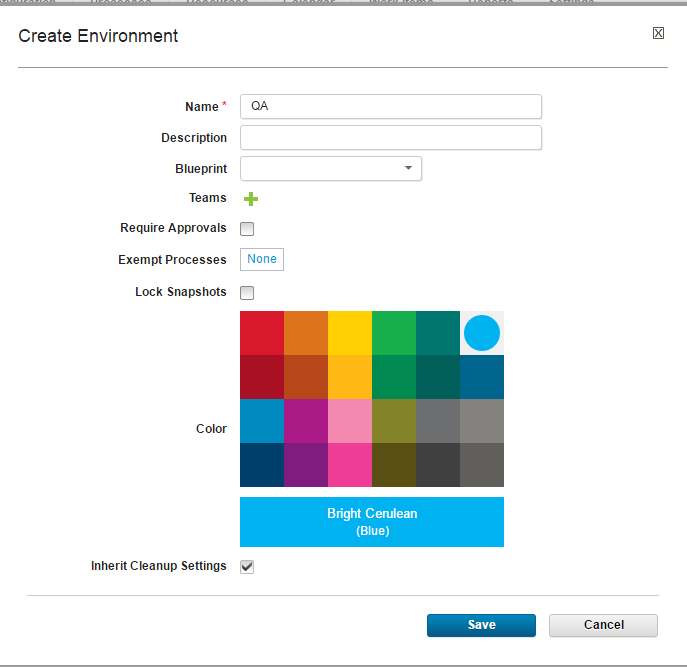 Create Environment
Name *
QA
Description
Blueprint
Teams
Require Approvals
Exempt Processes
None
Lock Snapshots
Color
Bright Cerulean
(Blue)
Inherit Cleanup Settings
Save
Cancel